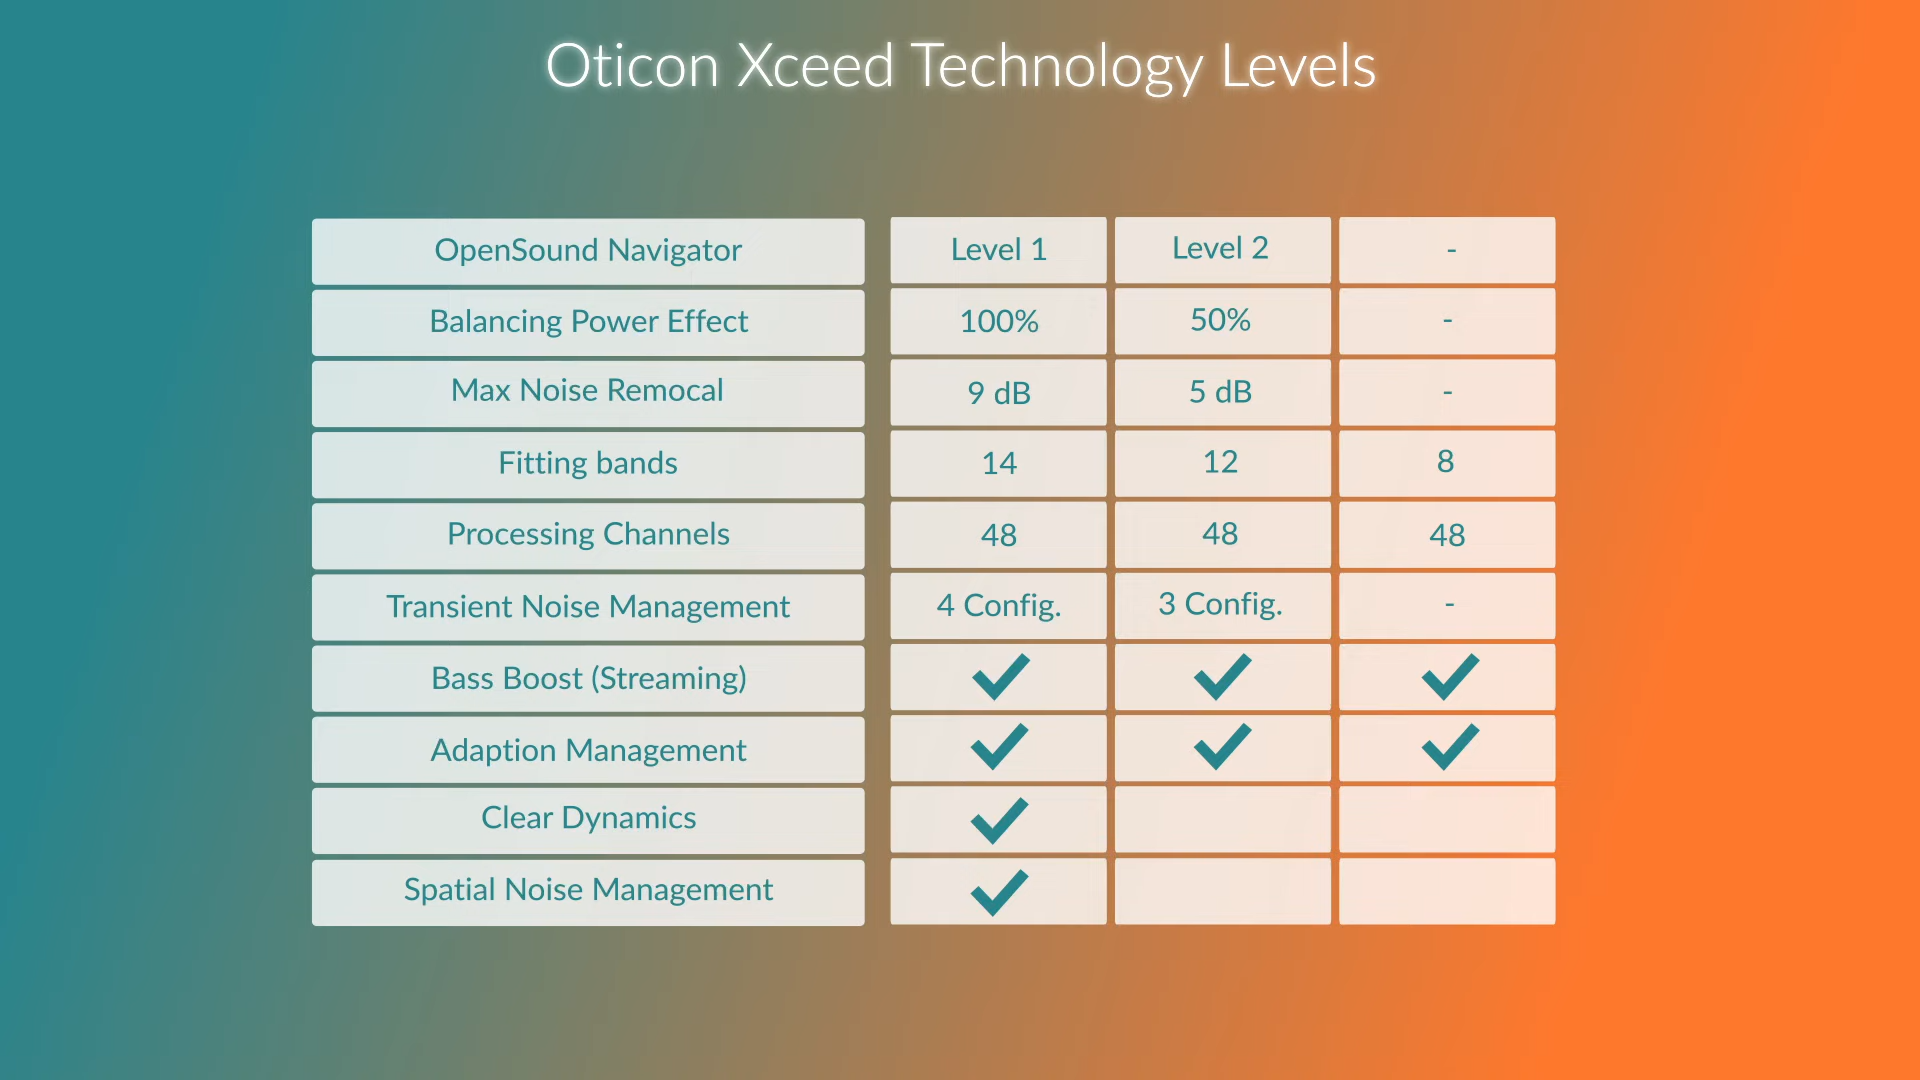 Oticon Xceed Technology Levels
OpenSound Navigator Level 1 Level 2 -
Balancing Power Effect 100% 50% -
Max Noise Remocal 9 dB 5 dB -
Fitting bands 14 12 8
Processing Channels 48 48 48
Transient Noise Management 4 Config. 3 Config. -
Bass Boost (Streaming) ✓ ✓ ✓
Adaption Management ✓ ✓ ✓
Clear Dynamics ✓
Spatial Noise Management ✓